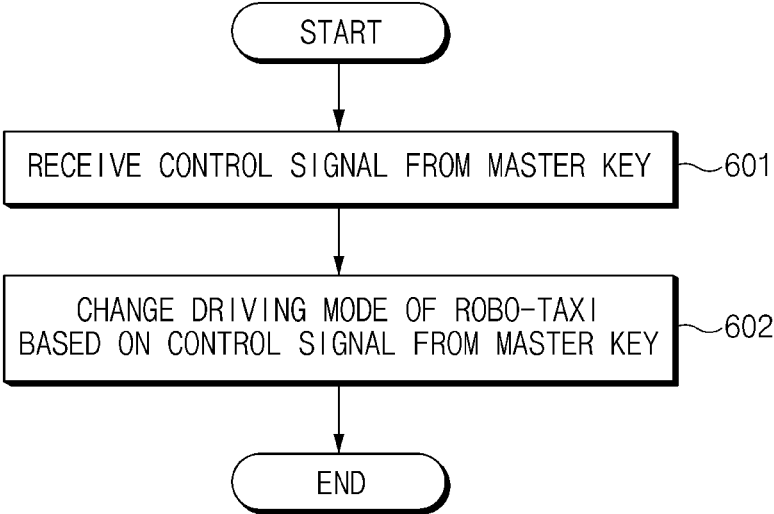 START
RECEIVE CONTROL SIGNAL FROM MASTER KEY
601
CHANGE DRIVING MODE OF ROBO-TAXI
BASED ON CONTROL SIGNAL FROM MASTER KEY
602
END